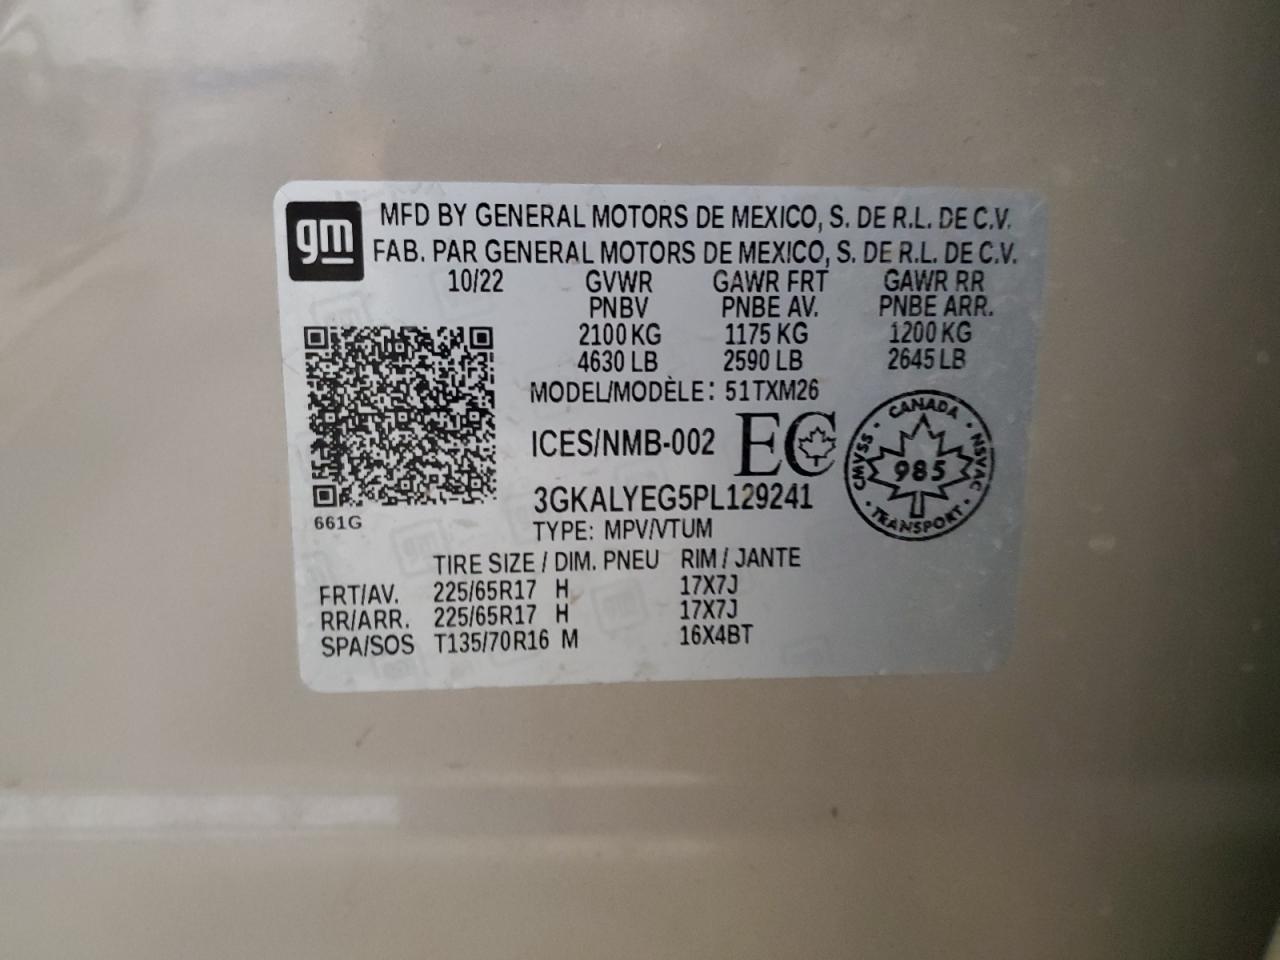 gm
MFD BY GENERAL MOTORS DE MEXICO, S. DE R.L. DE C.V.
FAB. PAR GENERAL MOTORS DE MEXICO, S. DE R.L. DE C.V.
10/22 GVWR GAWR FRT GAWR RR
PNBV PNBE AV. PNBE ARR.
2100 KG 1175 KG 1200 KG
4630 LB 2590 LB 2645 LB
MODEL/MODÈLE: 51TXM26
ICES/NMB-002 EC
CANADA
CMVSS 985 NSVAC
TRANSPORT
3GKALYEG5PL129241
661G
TYPE: MPV/VTUM
TIRE SIZE / DIM. PNEU RIM / JANTE
FRT/AV. 225/65R17 H 17X7J
RR/ARR. 225/65R17 H 17X7J
SPA/SOS T135/70R16 M 16X4BT